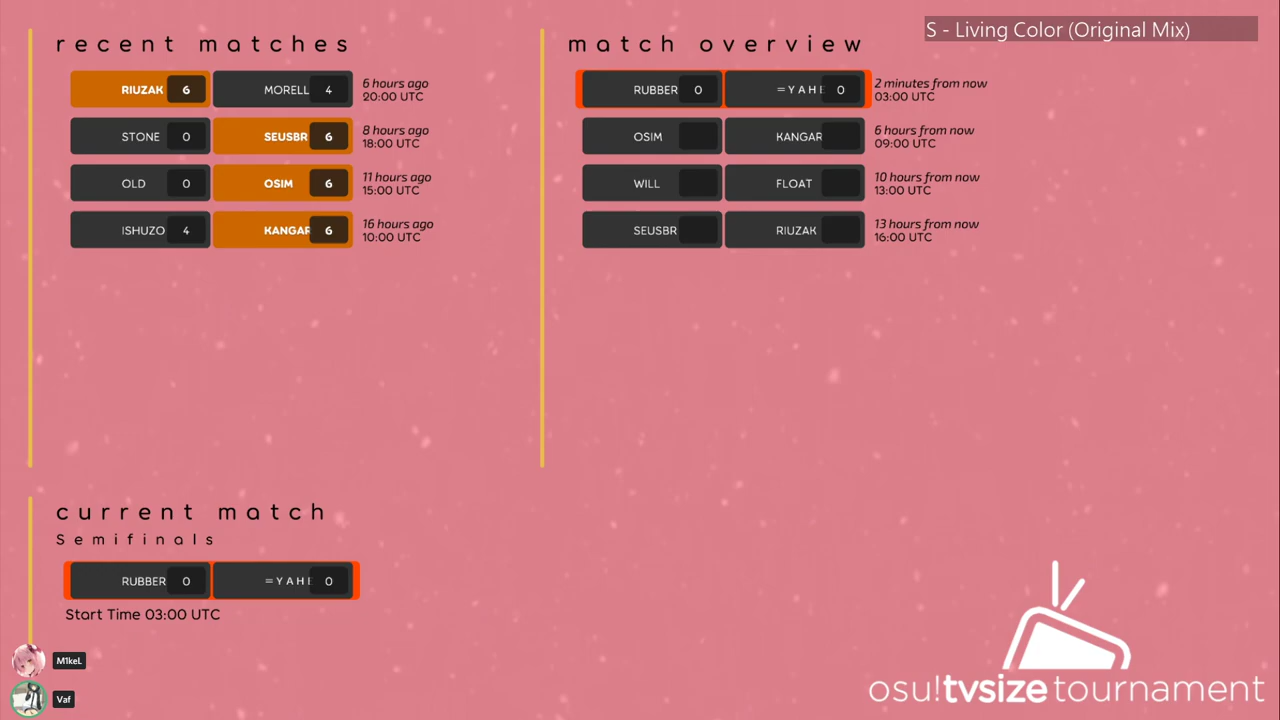 S - Living Color (Original Mix)
recent matches
RIUZAK 6 MORELL 4 6 hours ago
20:00 UTC
STONE 0 SEUSBR 6 8 hours ago
18:00 UTC
OLD 0 OSIM 6 11 hours ago
15:00 UTC
ISHUZO 4 KANGAR 6 16 hours ago
10:00 UTC
match overview
RUBBER 0 =YAHE 0 2 minutes from now
03:00 UTC
OSIM KANGAR 6 hours from now
09:00 UTC
WILL FLOAT 10 hours from now
13:00 UTC
SEUSBR RIUZAK 13 hours from now
16:00 UTC
current match
Semifinals
RUBBER 0 =YAHE 0
Start Time 03:00 UTC
M1keL
Vaf
osu!tvsize tournament